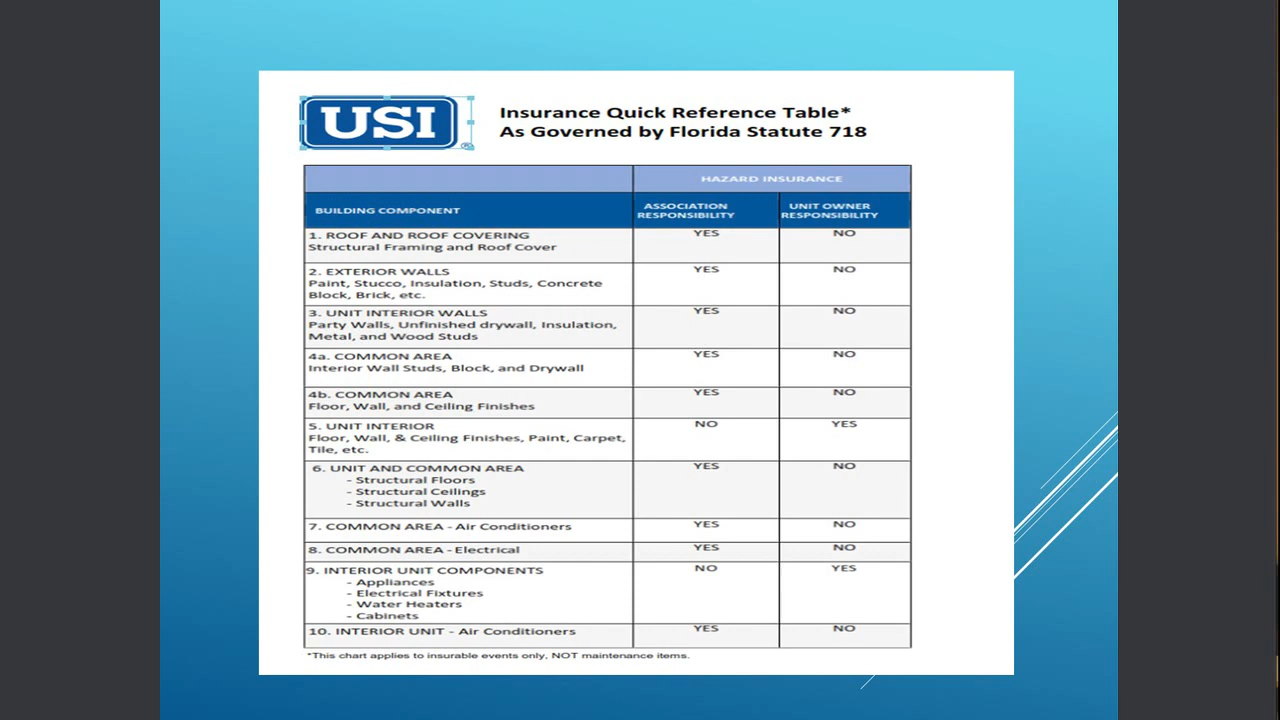 USI
®
Insurance Quick Reference Table*
As Governed by Florida Statute 718
HAZARD INSURANCE
BUILDING COMPONENT
ASSOCIATION RESPONSIBILITY
UNIT OWNER RESPONSIBILITY
1. ROOF AND ROOF COVERING
Structural Framing and Roof Cover
YES
NO
2. EXTERIOR WALLS
Paint, Stucco, Insulation, Studs, Concrete
Block, Brick, etc.
YES
NO
3. UNIT INTERIOR WALLS
Party Walls, Unfinished drywall, Insulation,
Metal, and Wood Studs
YES
NO
4a. COMMON AREA
Interior Wall Studs, Block, and Drywall
YES
NO
4b. COMMON AREA
Floor, Wall, and Ceiling Finishes
YES
NO
5. UNIT INTERIOR
Floor, Wall, & Ceiling Finishes, Paint, Carpet,
Tile, etc.
NO
YES
6. UNIT AND COMMON AREA
- Structural Floors
- Structural Ceilings
- Structural Walls
YES
NO
7. COMMON AREA - Air Conditioners
YES
NO
8. COMMON AREA - Electrical
YES
NO
9. INTERIOR UNIT COMPONENTS
- Appliances
- Electrical Fixtures
- Water Heaters
- Cabinets
NO
YES
10. INTERIOR UNIT - Air Conditioners
YES
NO
*This chart applies to insurable events only, NOT maintenance items.